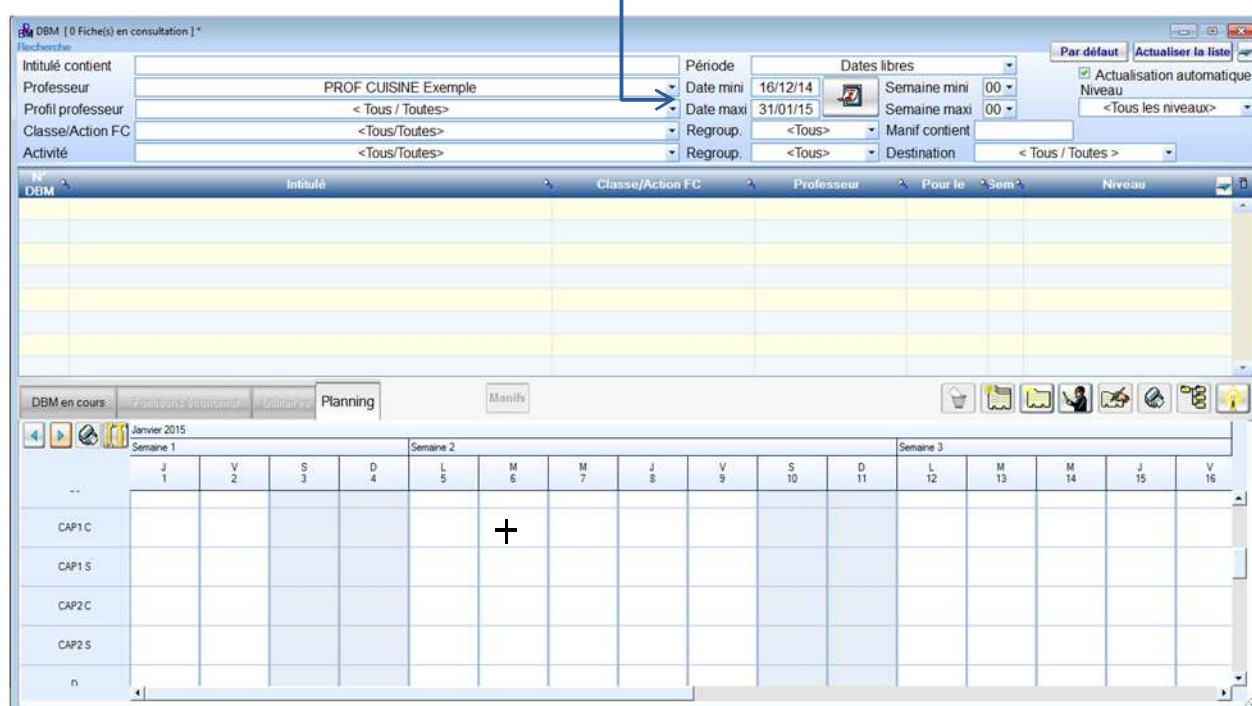 DBM [ 0 Fiche(s) en consultation ] *
Recherche
Par défaut Actualiser la liste
Intitulé contient Période Dates libres
Actualisation automatique
Professeur PROF CUISINE Exemple Date mini 16/12/14 Semaine mini 00 Niveau
Profil professeur < Tous / Toutes> Date maxi 31/01/15 Semaine maxi 00 <Tous les niveaux>
Classe/Action FC <Tous/Toutes> Regroup. <Tous> Manif contient
Activité <Tous/Toutes> Regroup. <Tous> Destination < Tous / Toutes >
N° DBM Intitulé Classe/Action FC Professeur Pour le Sem Niveau
DBM en cours Planning Manifs
Janvier 2015
Semaine 1 Semaine 2 Semaine 3
J V S D L M M J V S D L M M J V
1 2 3 4 5 6 7 8 9 10 11 12 13 14 15 16
CAP1 C
CAP1 S
CAP2 C
CAP2 S